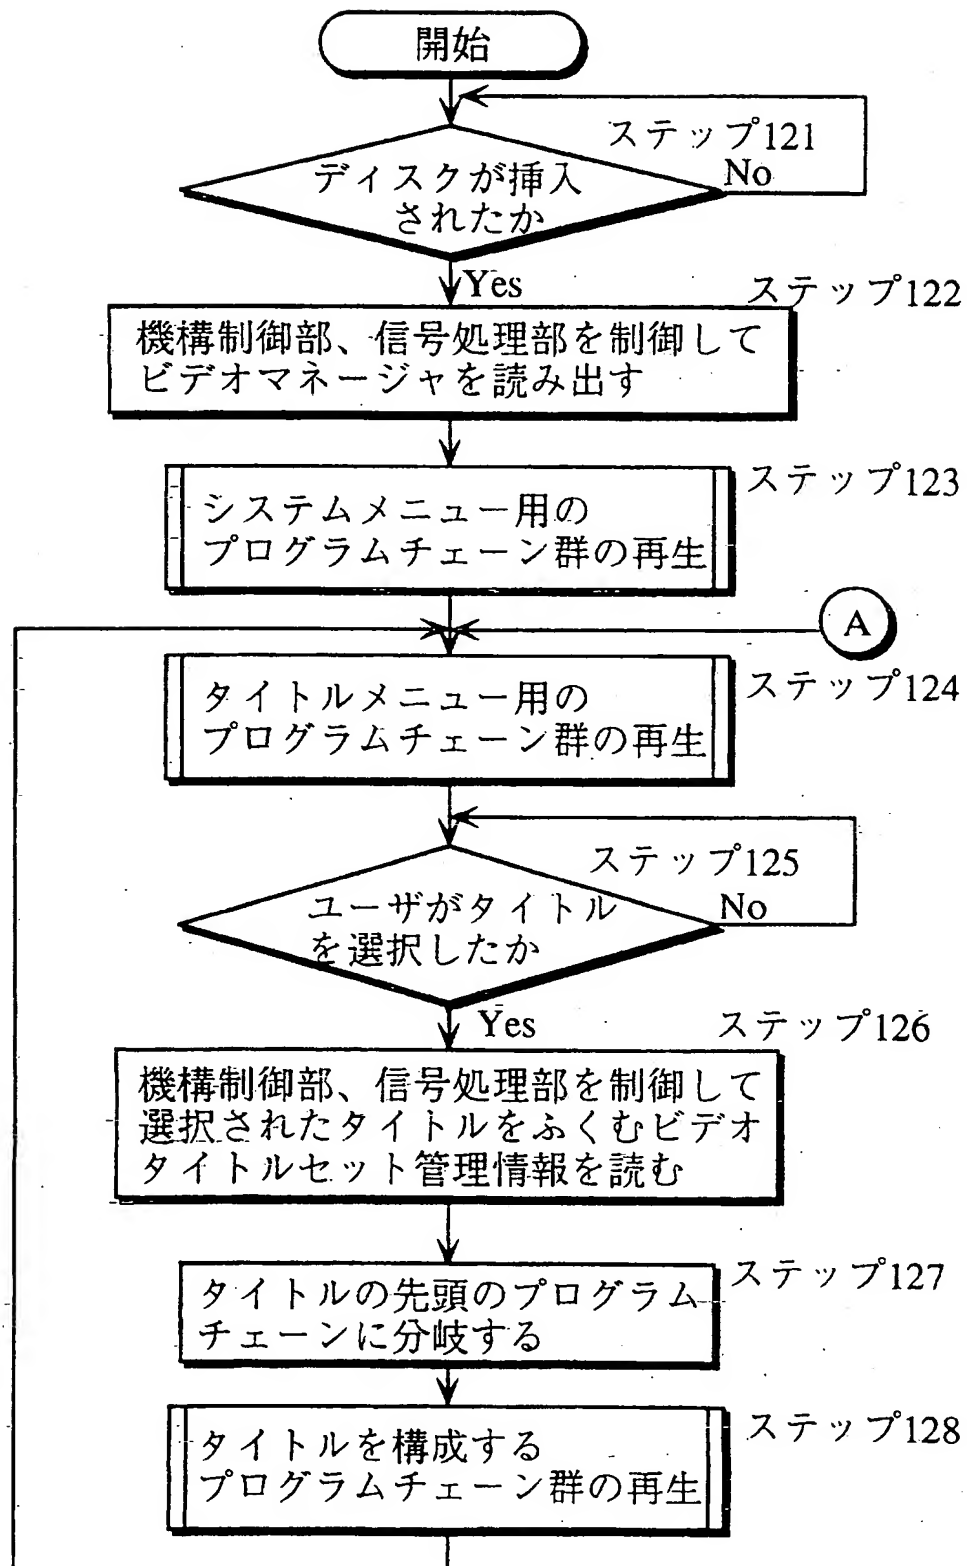 開始
ステップ121
ディスクが挿入
されたか
No
Yes
ステップ122
機構制御部、信号処理部を制御して
ビデオマネージャを読み出す
ステップ123
システムメニュー用の
プログラムチェーン群の再生
A
ステップ124
タイトルメニュー用の
プログラムチェーン群の再生
ステップ125
ユーザがタイトル
を選択したか
No
Yes
ステップ126
機構制御部、信号処理部を制御して
選択されたタイトルをふくむビデオ
タイトルセット管理情報を読む
ステップ127
タイトルの先頭のプログラム
チェーンに分岐する
ステップ128
タイトルを構成する
プログラムチェーン群の再生